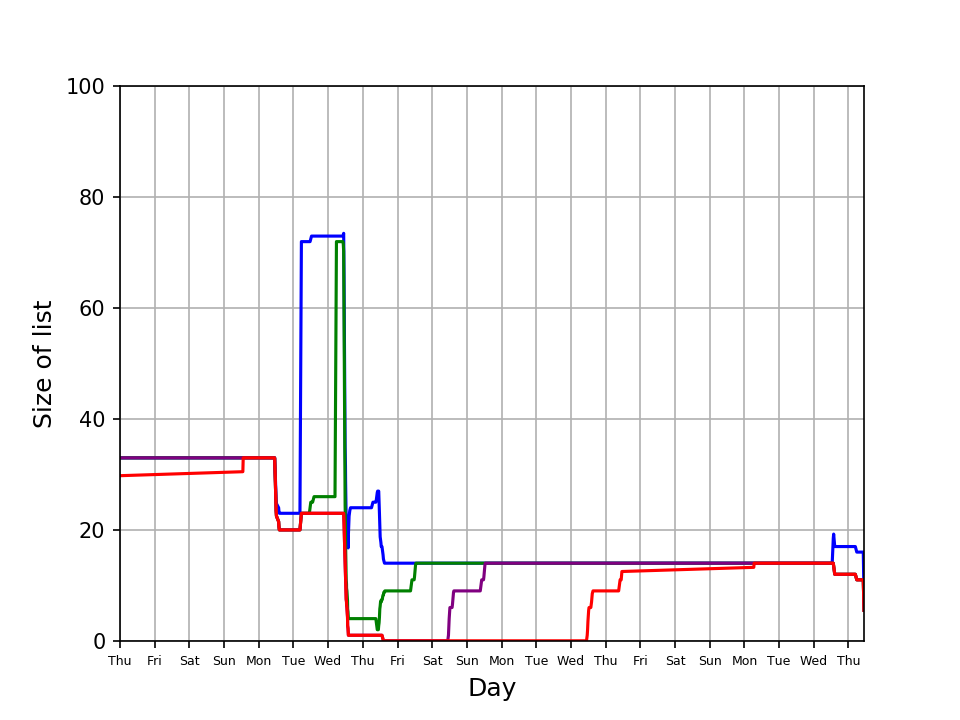 100
80
60
40
20
0
Size of list
Thu Fri Sat Sun Mon Tue Wed Thu Fri Sat Sun Mon Tue Wed Thu Fri Sat Sun Mon Tue Wed Thu
Day